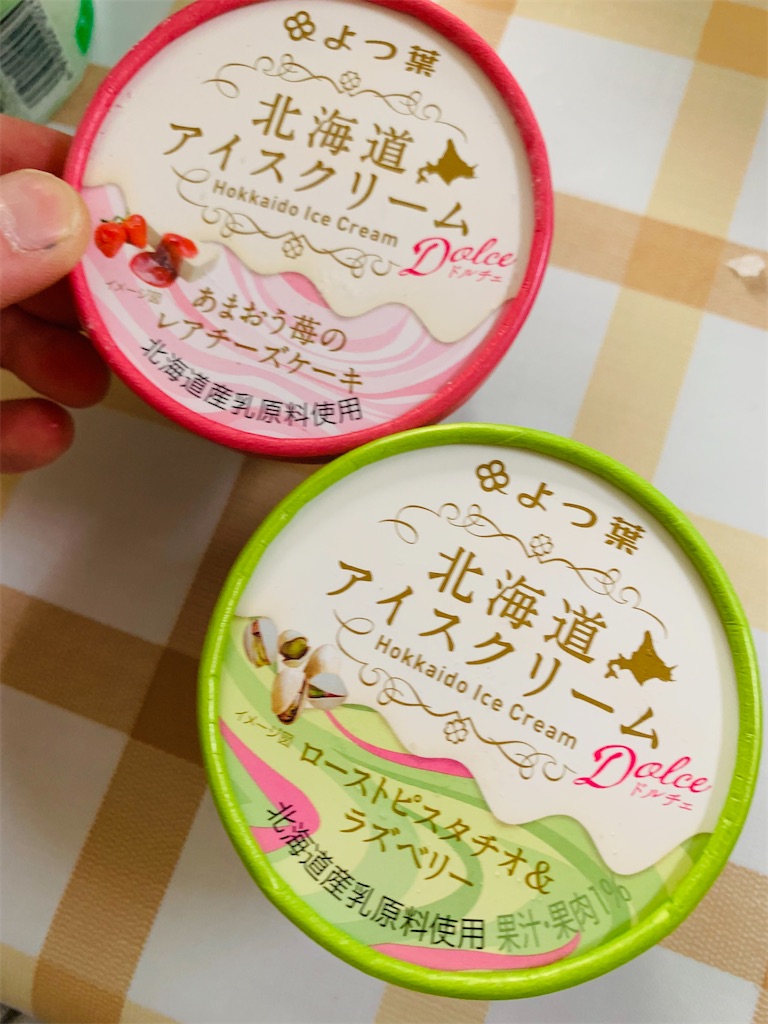 よつ葉
北海道
アイスクリーム
Hokkaido Ice Cream
Dolce
ドルチェ
イメージ図
あまおう苺の
レアチーズケーキ
北海道産乳原料使用
よつ葉
北海道
アイスクリーム
Hokkaido Ice Cream
Dolce
ドルチェ
イメージ図
ローストピスタチオ&
ラズベリー
北海道産乳原料使用 果汁・果肉1%